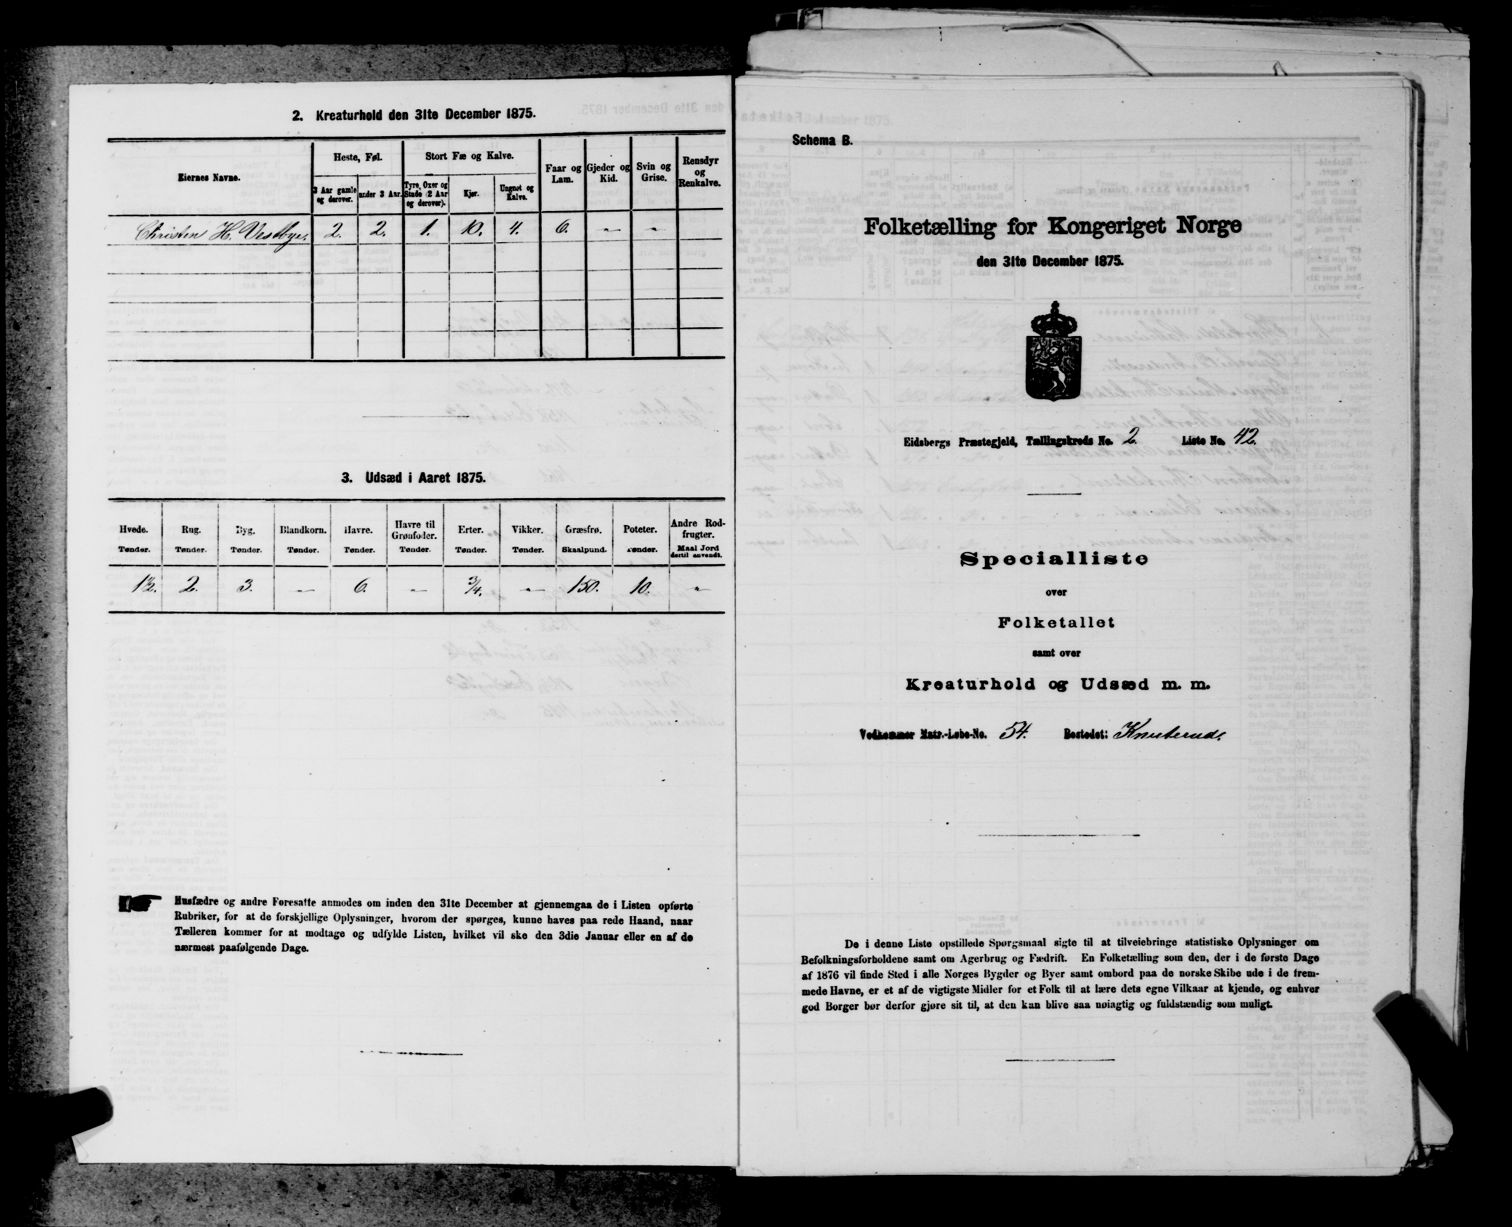 2. Kreaturhold den 31te December 1875.
Eiernes Navne.
Heste, Føl.
Stort Fæ og Kalve.
Faar og Lam.
Gjeder og Kid.
Svin og Grise.
Rensdyr og Renkalve.
3 Aar gamle og derover.
under 3 Aar.
Tyre, Oxer og Stude (2 Aar og derover).
Kjør.
Ungnøt og Kalve.
Christen H. Vestbye. 2. 2. 1. 10. 4. 6. " "
3. Udsæd i Aaret 1875.
Hvede. Rug. Byg. Blandkorn. Havre. Havre til Grønfoder. Erter. Vikker. Græsfrø. Poteter. Andre Rodfrugter.
Tønder. Tønder. Tønder. Tønder. Tønder. Tønder. Tønder. Tønder. Skaalpund. Tønder. Maal Jord dertil anvendt.
1½. 2. 3. " 6. " ¾. " 150. 10. "
Husfædre og andre Foresatte anmodes om inden den 31te December at gjennemgaa de i Listen opførte
Rubriker, for at de forskjellige Oplysninger, hvorom der spørges, kunne haves paa rede Haand, naar
Tælleren kommer for at modtage og udfylde Listen, hvilket vil ske den 3die Januar eller en af de
nærmest paafølgende Dage.
Schema B.
Folketælling for Kongeriget Norge
den 31te December 1875.
Eidsbergs Præstegjeld, Tællingskreds No. 2. Liste No. 42.
Specialliste
over
Folketallet
samt over
Kreaturhold og Udsæd m. m.
Vedkommer Matr.-Løbe-No. 54. Bostedet: Knuterud.
De i denne Liste opstillede Spørgsmaal sigte til at tilveiebringe statistiske Oplysninger om
Befolkningsforholdene samt om Agerbrug og Fædrift. En Folketælling som den, der i de første Dage
af 1876 vil finde Sted i alle Norges Bygder og Byer samt ombord paa de norske Skibe ude i de frem-
mede Havne, er et af de vigtigste Midler for et Folk til at lære dets egne Vilkaar at kjende, og enhver
god Borger bør derfor gjøre sit til, at den kan blive saa nøiagtig og fuldstændig som muligt.